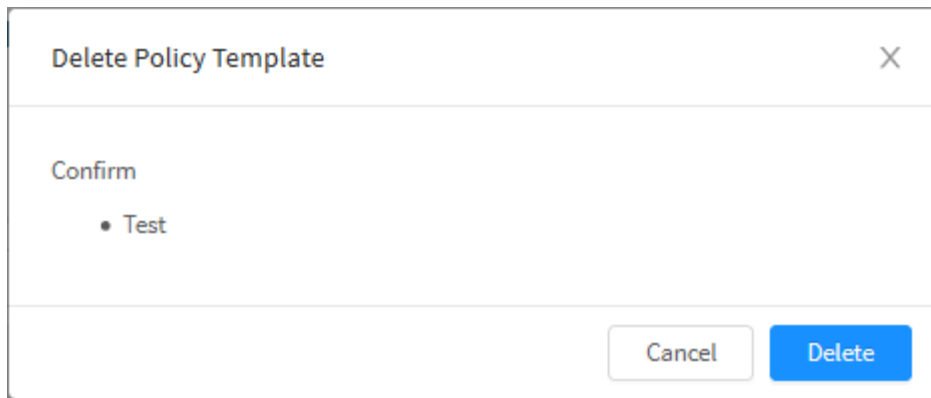 Delete Policy Template
Confirm
• Test
Cancel
Delete